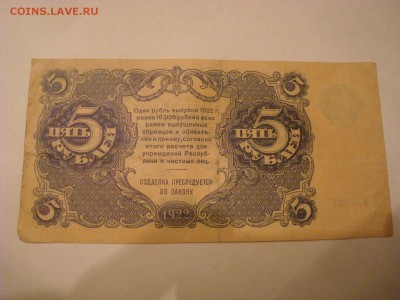 COINS.LAVE.RU
Один рубль выпуска 1922 г.
равен 10.000 рублей всех
ранее выпущенных
образцов и обязате-
лен к приему, согласно
этого расчета для
учреждений Респуб-
лики и частных лиц.
5 ПЯТЬ РУБЛЕЙ
5 ПЯТЬ РУБЛЕЙ
ПОДДЕЛКА ПРЕСЛЕДУЕТСЯ
ПО ЗАКОНУ.
5
1922
5